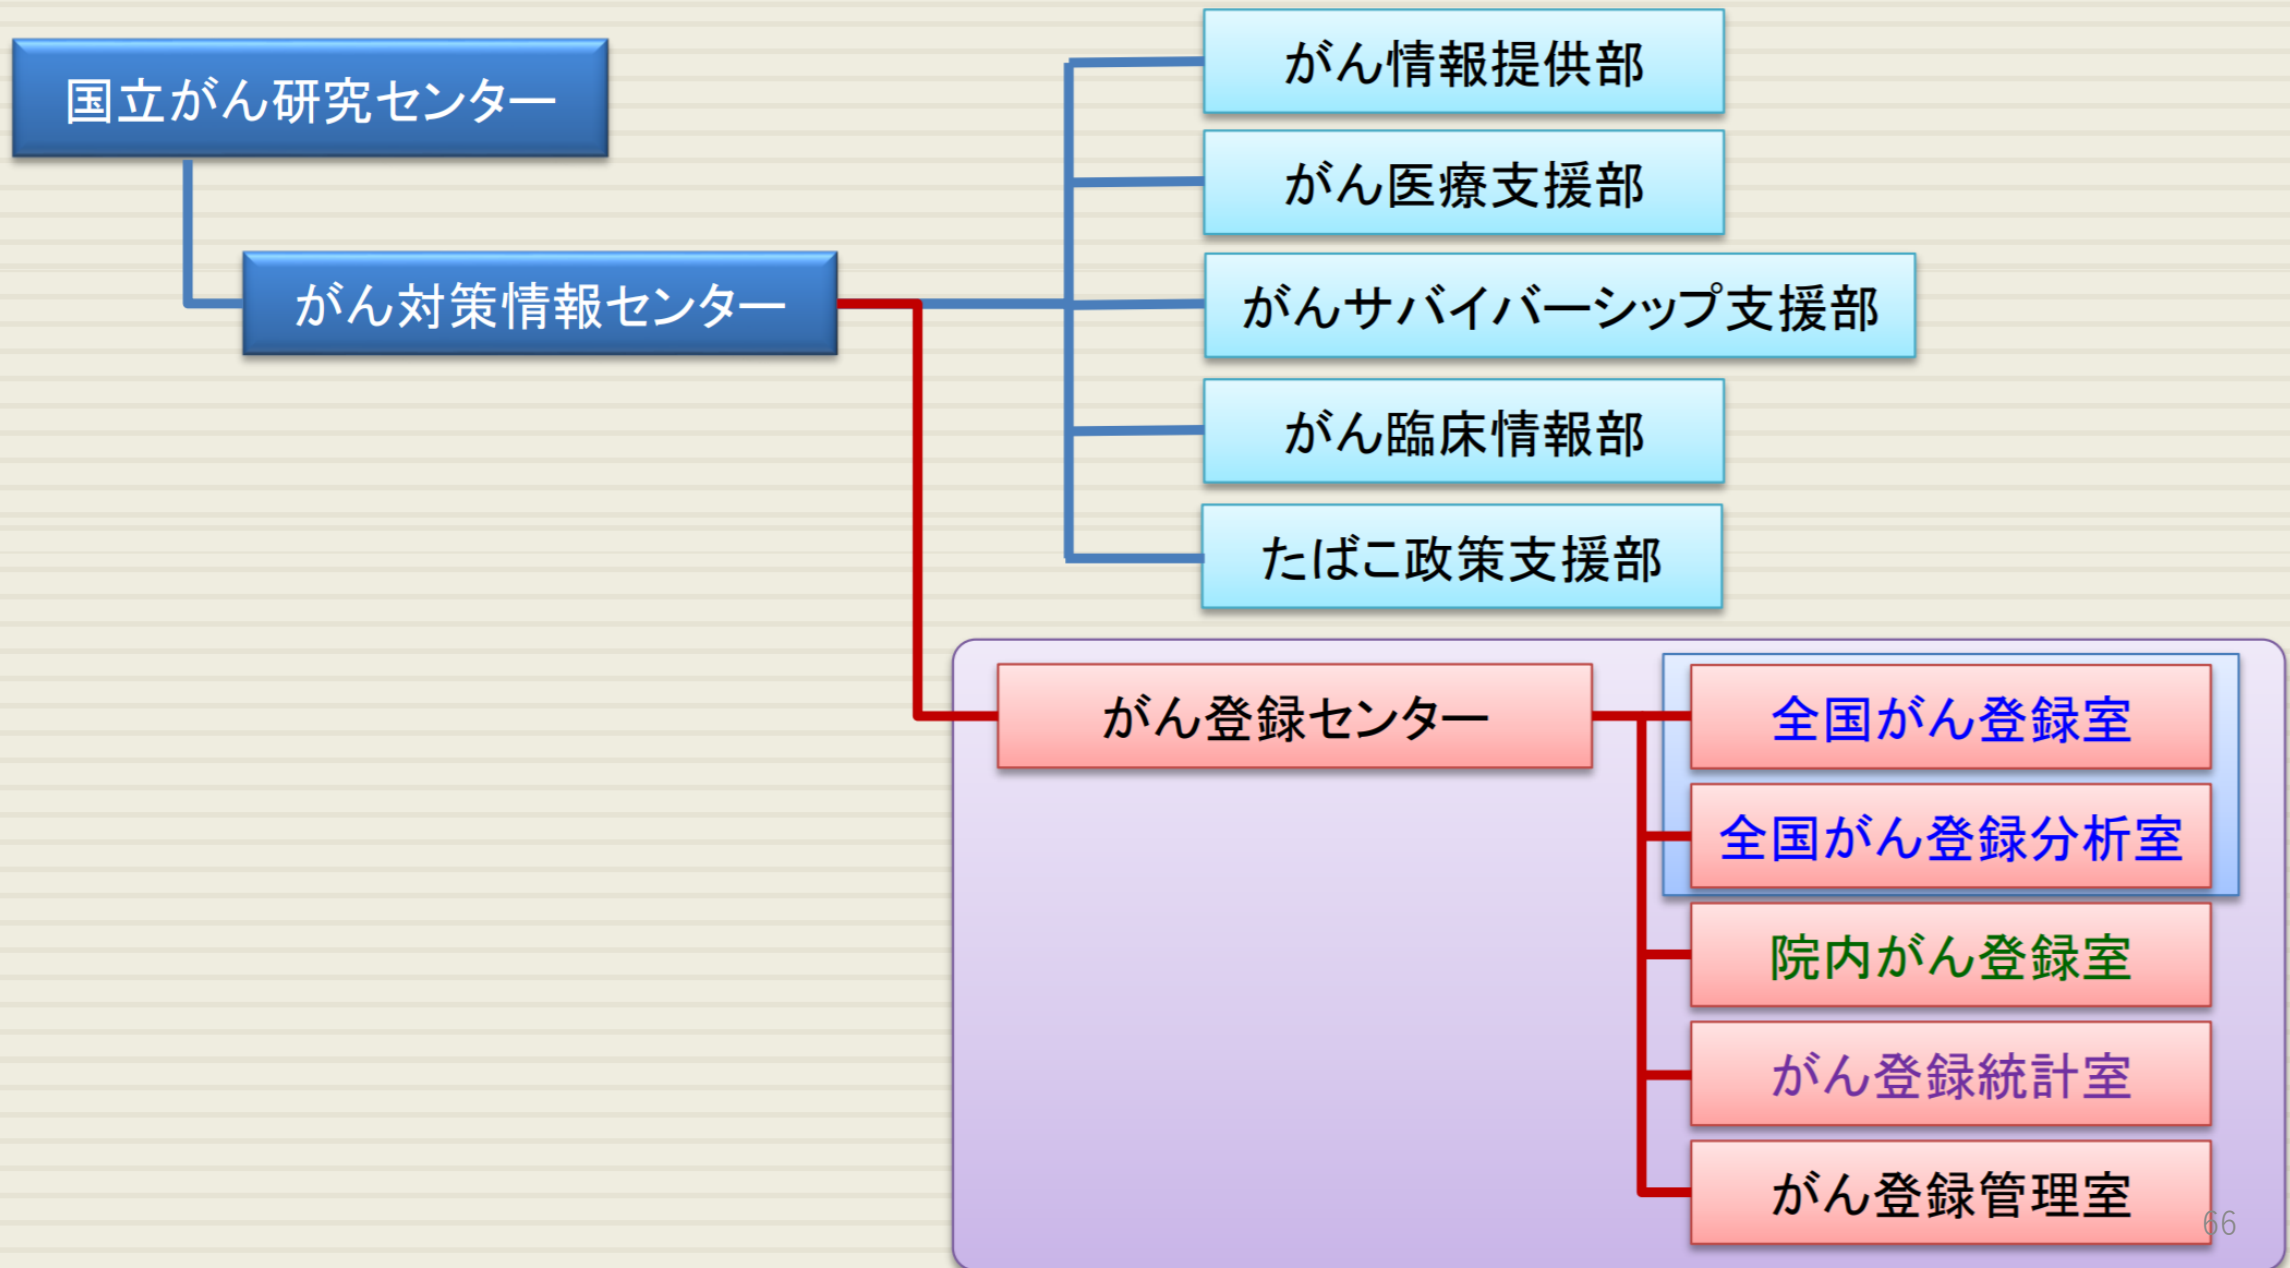 国立がん研究センター
がん対策情報センター
がん情報提供部
がん医療支援部
がんサバイバーシップ支援部
がん臨床情報部
たばこ政策支援部
がん登録センター
全国がん登録室
全国がん登録分析室
院内がん登録室
がん登録統計室
がん登録管理室
66